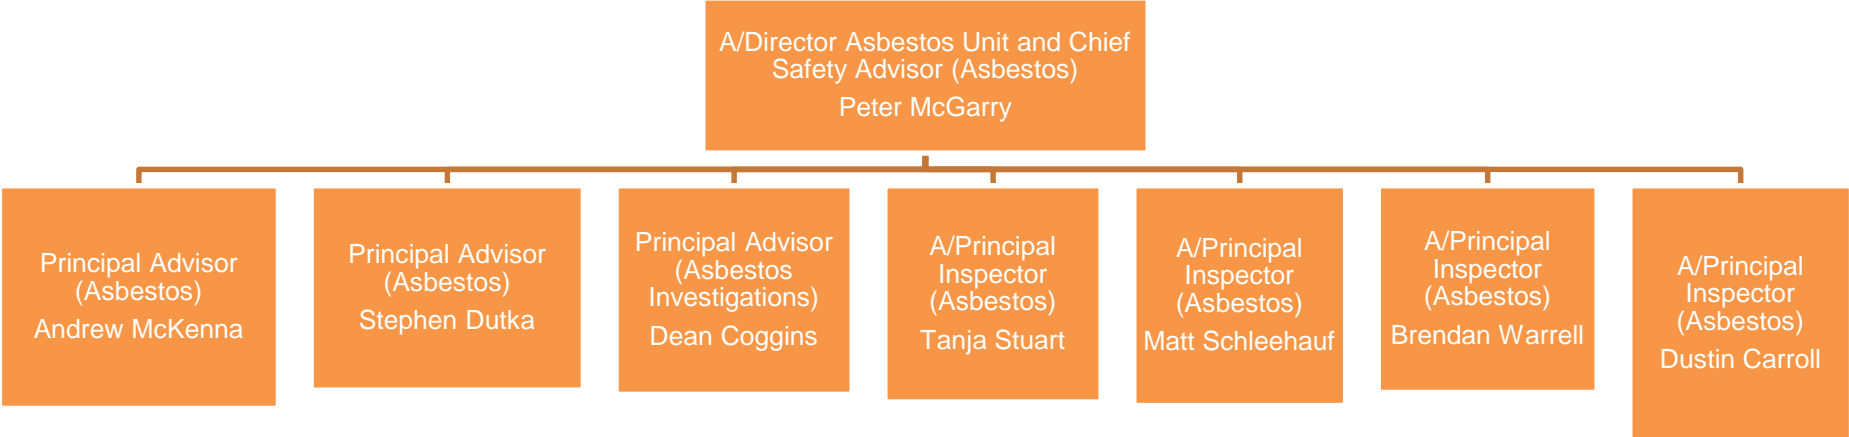 A/Director Asbestos Unit and Chief
Safety Advisor (Asbestos)
Peter McGarry
Principal Advisor
(Asbestos)
Andrew McKenna
Principal Advisor
(Asbestos)
Stephen Dutka
Principal Advisor
(Asbestos
Investigations)
Dean Coggins
A/Principal
Inspector
(Asbestos)
Tanja Stuart
A/Principal
Inspector
(Asbestos)
Matt Schleehauf
A/Principal
Inspector
(Asbestos)
Brendan Warrell
A/Principal
Inspector
(Asbestos)
Dustin Carroll